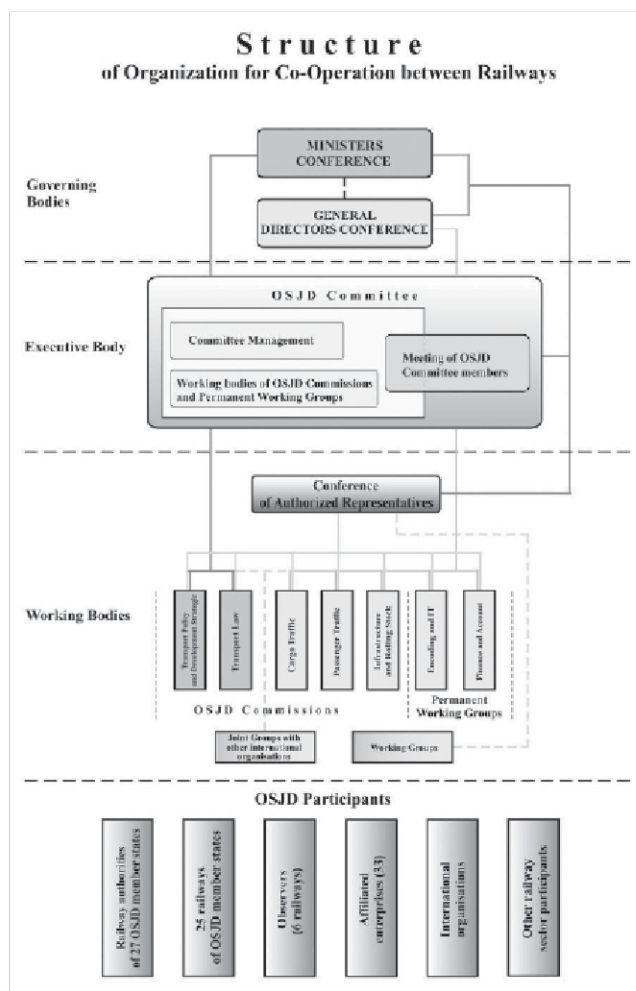 Structure
of Organization for Co-Operation between Railways
MINISTERS
CONFERENCE
Governing
Bodies
GENERAL
DIRECTORS CONFERENCE
OSJD Committee
Executive Body
Committee Management
Meeting of OSJD
Committee members
Working bodies of OSJD Commissions
and Permanent Working Groups
Conference
of Authorized Representatives
Working Bodies
Transport Policy
and Development Strategic
Transport Law
Cargo Traffic
Passenger Traffic
Infrastructure
and Rolling Stock
Encoding and IT
Finance and Account
OSJD Commissions
Permanent
Working Groups
Joint Groups with
other international
organisations
Working Groups
OSJD Participants
Railway authorities
of 27 OSJD member states
25 railways
of OSJD member states
Observers
(6 railways)
Affiliated
enterprises (33)
International
organisations
Other railway
sector participants